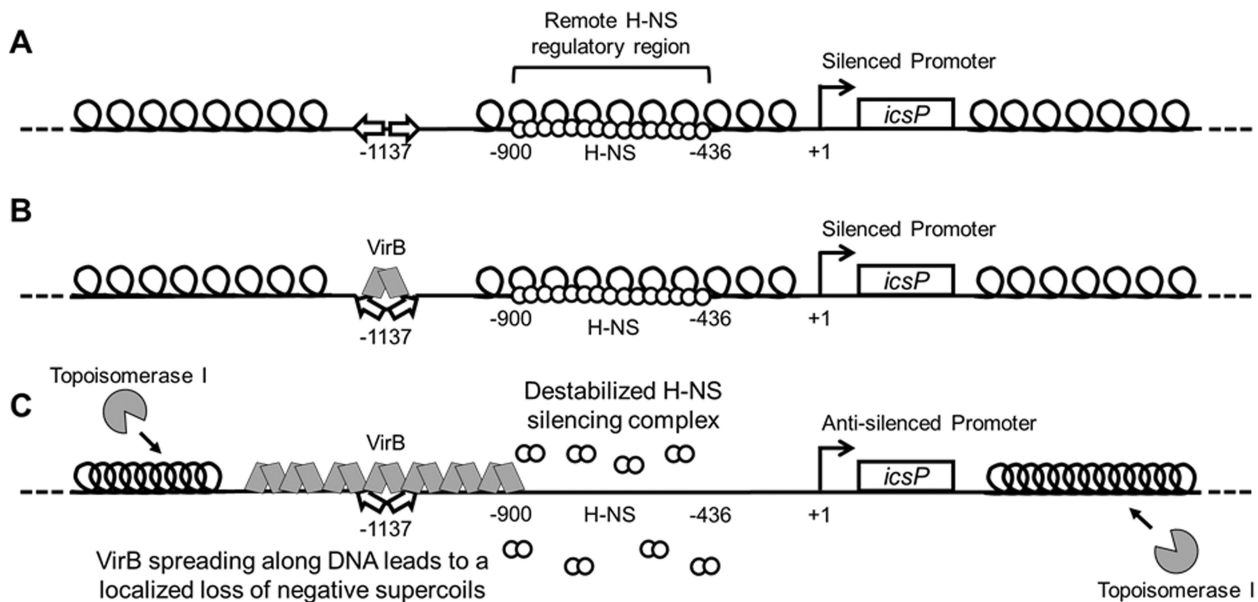 A
Remote H-NS
regulatory region
Silenced Promoter
icsP
-1137
-900
H-NS
-436
+1
B
VirB
Silenced Promoter
icsP
-1137
-900
H-NS
-436
+1
Topoisomerase I
C
Destabilized H-NS
silencing complex
VirB
Anti-silenced Promoter
icsP
-1137
-900
H-NS
-436
+1
VirB spreading along DNA leads to a
localized loss of negative supercoils
Topoisomerase I